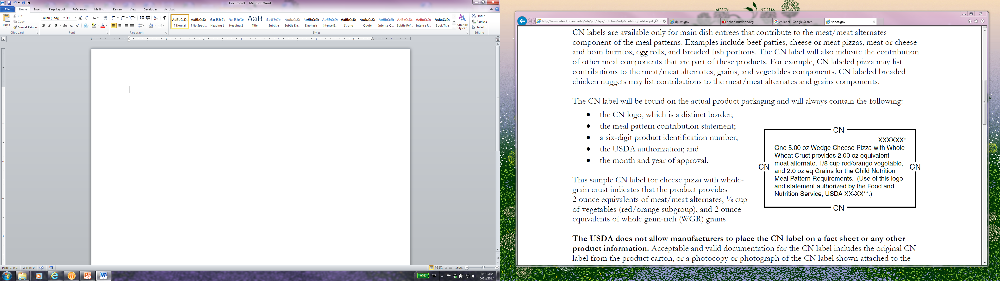 Document1 - Microsoft Word
File Home Insert Page Layout References Mailings Review View Developer Acrobat
Paste
Cut
Copy
Format Painter
Clipboard
Calibri (Body) 11
Font
Paragraph
AaBbCcDc AaBbCcDc AaBbC AaBbCc AaB AaBbCc. AaBbCcDc AaBbCcDc AaBbCcDc AaBbCcDc AaBbCcDc AaBbCcDc AaBbCcDc AaBbCcDc AaBbCcDc
¶ Normal ¶ No Spaci... Heading 1 Heading 2 Title Subtitle Subtle Em... Emphasis Intense E... Strong Quote Intense Q... Subtle Ref... Intense R... Book Title
Change
Styles
Styles
Find
Replace
Select
Editing
Page: 1 of 1 Words: 0
150%
99%
10:13 AM
5/15/2017
http://www.sde.ct.gov/sde/lib/sde/pdf/deps/nutrition/nslp/crediting/cnlabel.pd
dpi.wi.gov
schoolnutrition.org
cn label - Google Search
sde.ct.gov
CN labels are available only for main dish entrees that contribute to the meat/meat alternates
component of the meal patterns. Examples include beef patties, cheese or meat pizzas, meat or cheese
and bean burritos, egg rolls, and breaded fish portions. The CN label will also indicate the contribution
of other meal components that are part of these products. For example, CN labeled pizza may list
contributions to the meat/meat alternates, grains, and vegetables components. CN labeled breaded
chicken nuggets may list contributions to the meat/meat alternates and grains components.
The CN label will be found on the actual product packaging and will always contain the following:
● the CN logo, which is a distinct border;
● the meal pattern contribution statement;
● a six-digit product identification number;
● the USDA authorization; and
● the month and year of approval.
This sample CN label for cheese pizza with whole-
grain crust indicates that the product provides
2 ounce equivalents of meat/meat alternates, ⅛ cup
of vegetables (red/orange subgroup), and 2 ounce
equivalents of whole grain-rich (WGR) grains.
CN
XXXXXX*
One 5.00 oz Wedge Cheese Pizza with Whole
Wheat Crust provides 2.00 oz equivalent
meat alternate, 1/8 cup red/orange vegetable,
CN and 2.0 oz eq Grains for the Child Nutrition CN
Meal Pattern Requirements. (Use of this logo
and statement authorized by the Food and
Nutrition Service, USDA XX-XX**.)
CN
The USDA does not allow manufacturers to place the CN label on a fact sheet or any other
product information. Acceptable and valid documentation for the CN label includes the original CN
label from the product carton, or a photocopy or photograph of the CN label shown attached to the